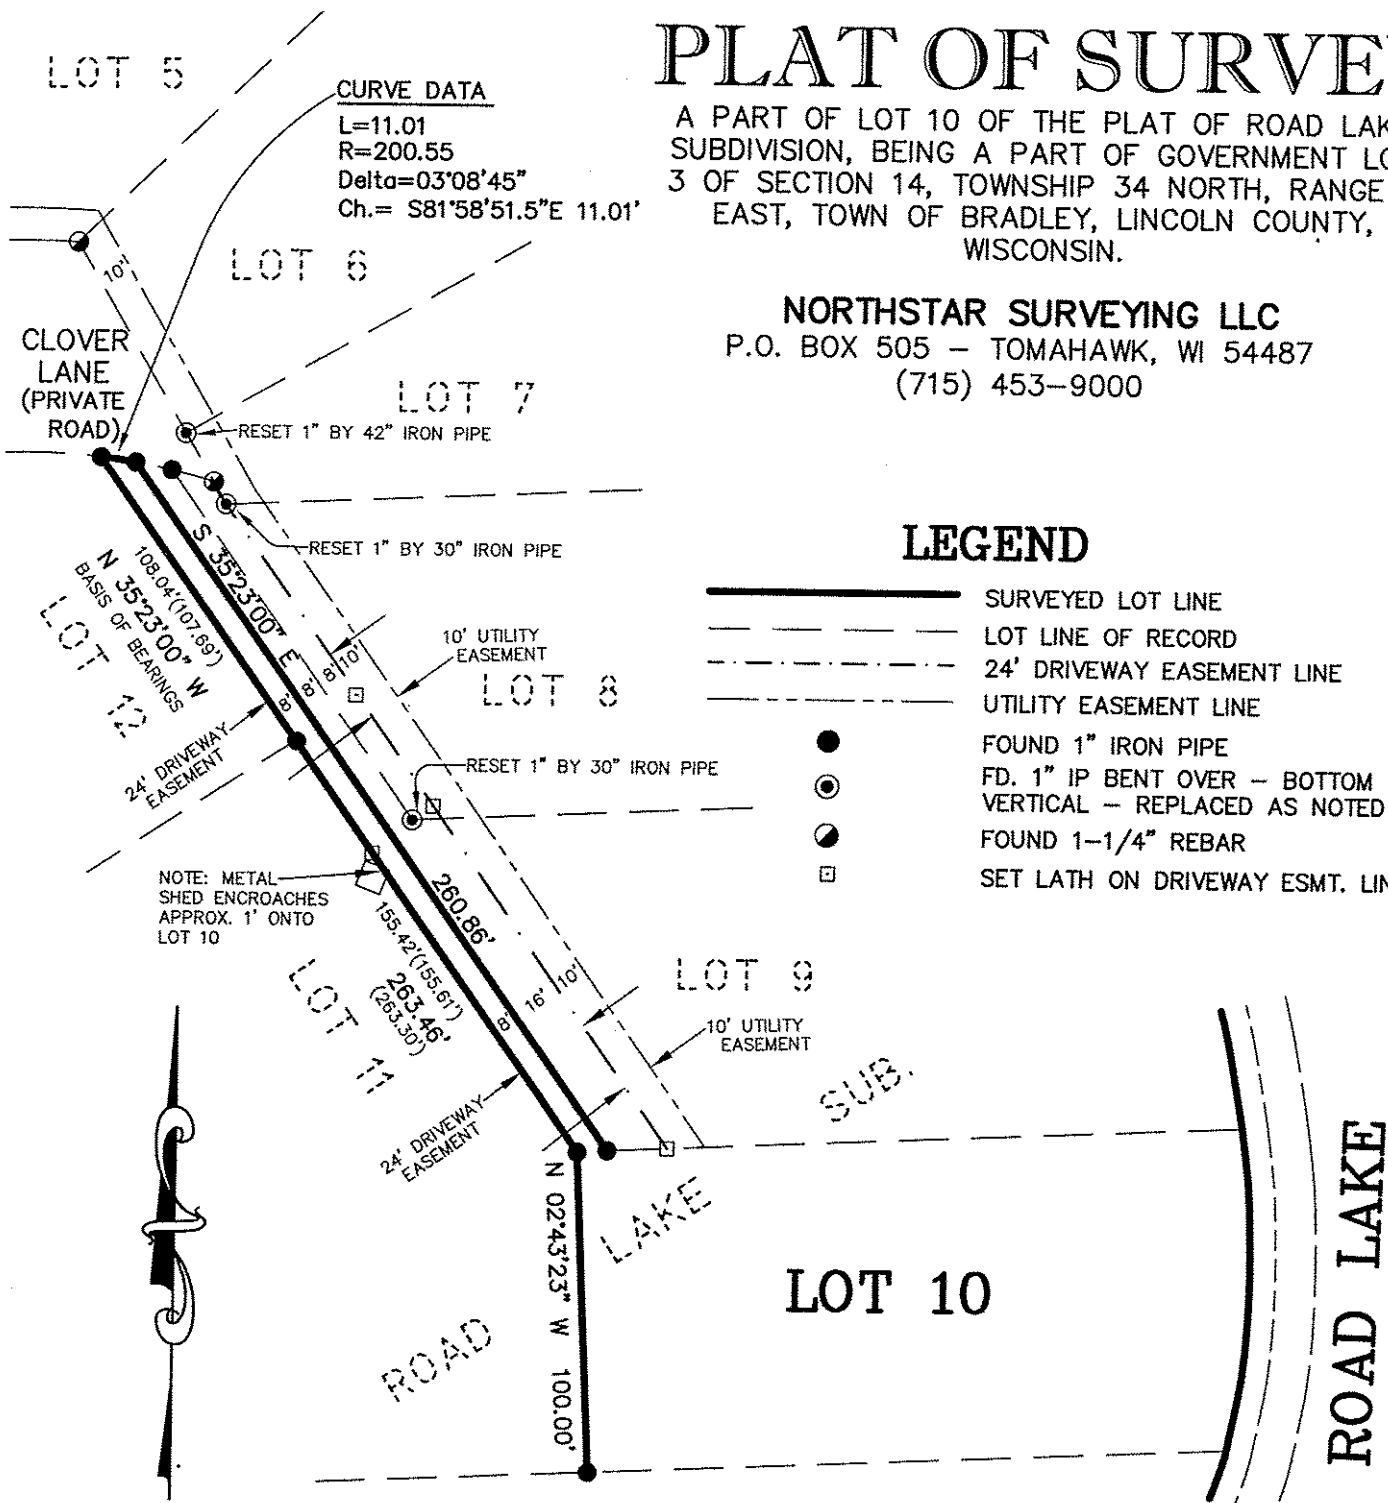 PLAT OF SURVE
A PART OF LOT 10 OF THE PLAT OF ROAD LAK
SUBDIVISION, BEING A PART OF GOVERNMENT LO
3 OF SECTION 14, TOWNSHIP 34 NORTH, RANGE
EAST, TOWN OF BRADLEY, LINCOLN COUNTY,
WISCONSIN.
NORTHSTAR SURVEYING LLC
P.O. BOX 505 – TOMAHAWK, WI 54487
(715) 453–9000
LOT 5
CURVE DATA
L=11.01
R=200.55
Delta=03°08'45"
Ch.= S81°58'51.5"E 11.01'
LOT 6
10'
CLOVER
LANE
(PRIVATE
ROAD)
LOT 7
RESET 1" BY 42" IRON PIPE
RESET 1" BY 30" IRON PIPE
S 35°23'00" E
108.04'(107.69')
N 35°23'00" W
BASIS OF BEARINGS
LOT 12
8'
8'
8'
10'
10' UTILITY
EASEMENT
LOT 8
24' DRIVEWAY
EASEMENT
RESET 1" BY 30" IRON PIPE
NOTE: METAL
SHED ENCROACHES
APPROX. 1' ONTO
LOT 10
260.86'
155.42'(155.61')
263.46'
(263.30')
LOT 11
8'
16'
10'
LOT 9
10' UTILITY
EASEMENT
24' DRIVEWAY
EASEMENT
LEGEND
SURVEYED LOT LINE
LOT LINE OF RECORD
24' DRIVEWAY EASEMENT LINE
UTILITY EASEMENT LINE
FOUND 1" IRON PIPE
FD. 1" IP BENT OVER – BOTTOM
VERTICAL – REPLACED AS NOTED
FOUND 1–1/4" REBAR
SET LATH ON DRIVEWAY ESMT. LIN
N 02°43'23" W 100.00'
ROAD
LAKE
SUB.
LOT 10
ROAD LAKE